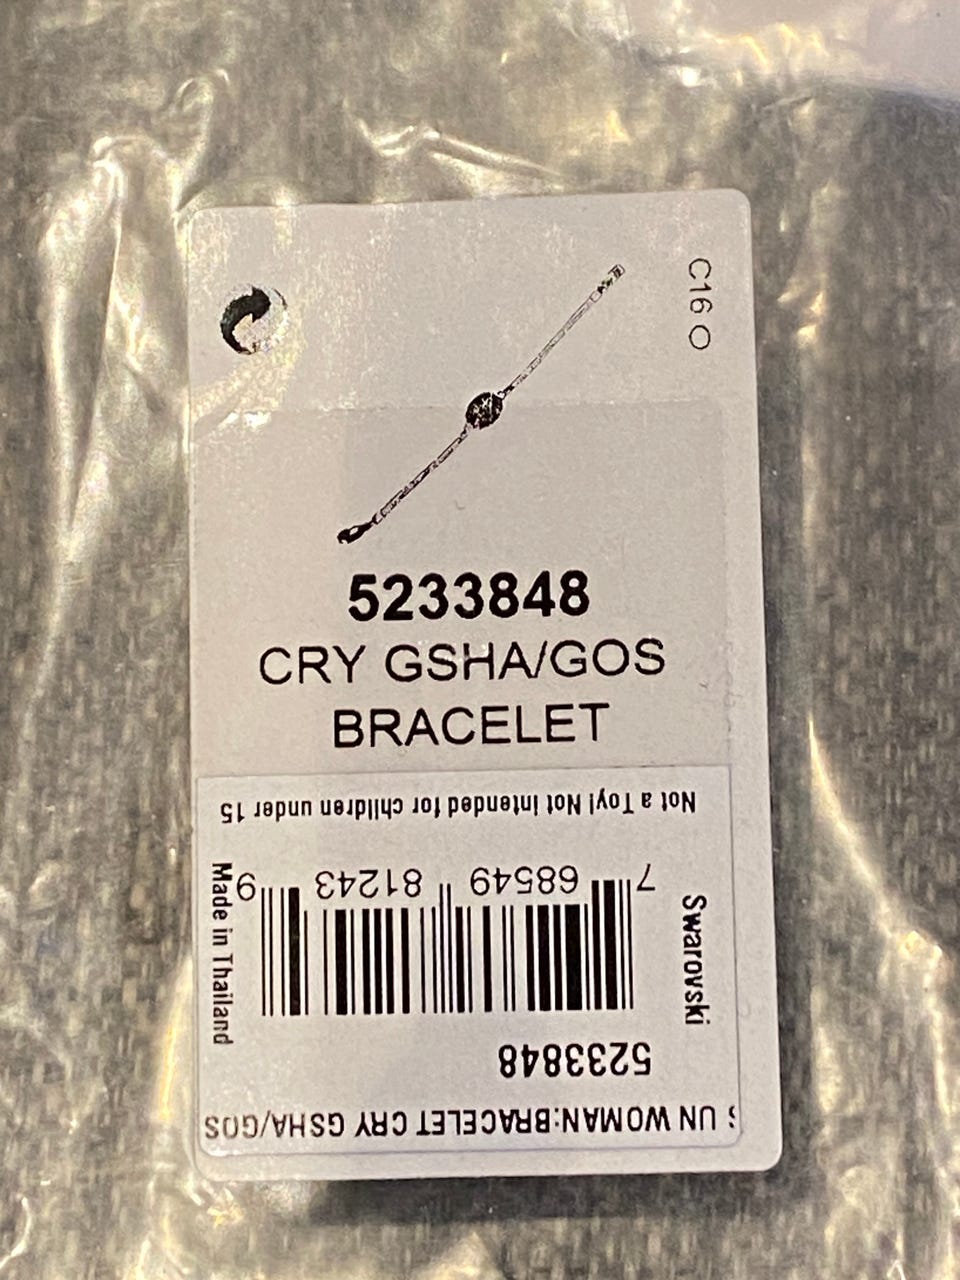 C16 O
5233848
CRY GSHA/GOS
BRACELET
UN WOMAN:BRACELET CRY GSHA/GOS
5233848
Swarovski
7 68549 81243 9
Made in Thailand
Not a Toy! Not intended for children under 15